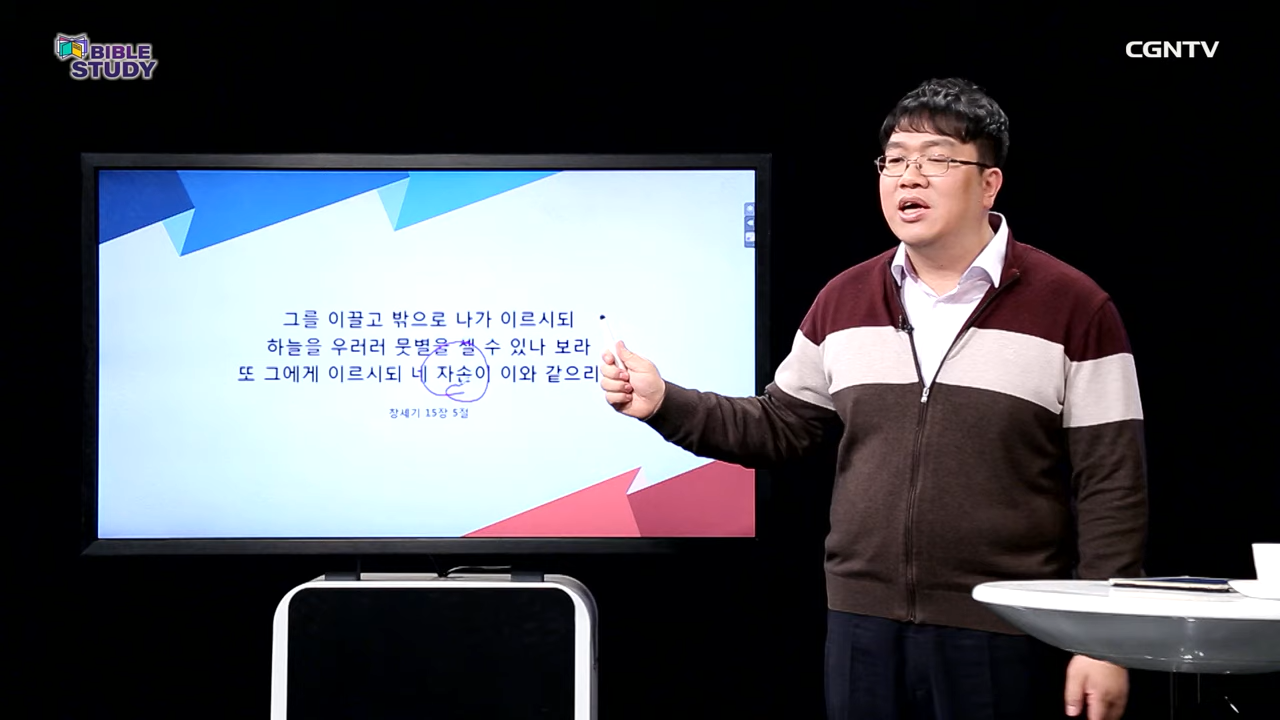 BIBLE
STUDY
CGNTV
그를 이끌고 밖으로 나가 이르시되
하늘을 우러러 뭇별을 셀 수 있나 보라
또 그에게 이르시되 네 자손이 이와 같으리
창세기 15장 5절